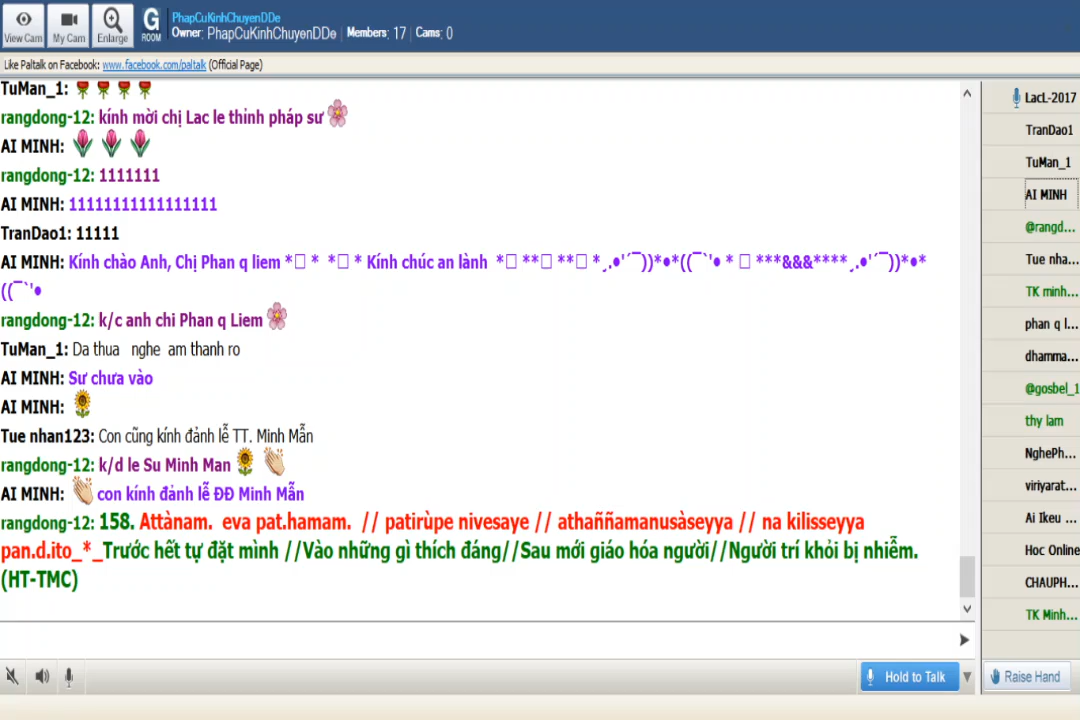 PhapCuKinhChuyenDDe
G
ROOM
Owner: PhapCuKinhChuyenDDe | Members: 17 | Cams: 0
View Cam
My Cam
Enlarge
Like Paltalk on Facebook: www.facebook.com/paltalk (Official Page)
TuMan_1:
rangdong-12: kính mời chị Lac le thỉnh pháp sư
AI MINH:
rangdong-12: 1111111
AI MINH: 11111111111111111
TranDao1: 11111
AI MINH: Kính chào Anh, Chị Phan q liem *□ * *□ * Kính chúc an lành *□ **□ **□ *¸.•'´¯))*•*((¯`'• * □ ***&&&****¸.•'´¯))*•*
((¯`'•
rangdong-12: k/c anh chi Phan q Liem
TuMan_1: Da thua nghe am thanh ro
AI MINH: Sư chưa vào
AI MINH:
Tue nhan123: Con cũng kính đảnh lễ TT. Minh Mẫn
rangdong-12: k/d le Su Minh Man
AI MINH: con kính đảnh lễ ĐĐ Minh Mẫn
rangdong-12: 158. Attànam. eva pat.hamam. // patirùpe nivesaye // athaññamanusàseyya // na kilisseyya
pan.d.ito_*_Trước hết tự đặt mình //Vào những gì thích đáng//Sau mới giáo hóa người//Người trí khỏi bị nhiễm.
(HT-TMC)
LacL-2017
TranDao1
TuMan_1
AI MINH
@rangd...
Tue nha...
TK minh...
phan q l...
dhamma...
@gosbel_1
thy lam
NghePh...
viriyarat...
Ai Ikeu ...
Hoc Online
CHAUPH...
TK Minh...
Hold to Talk
Raise Hand